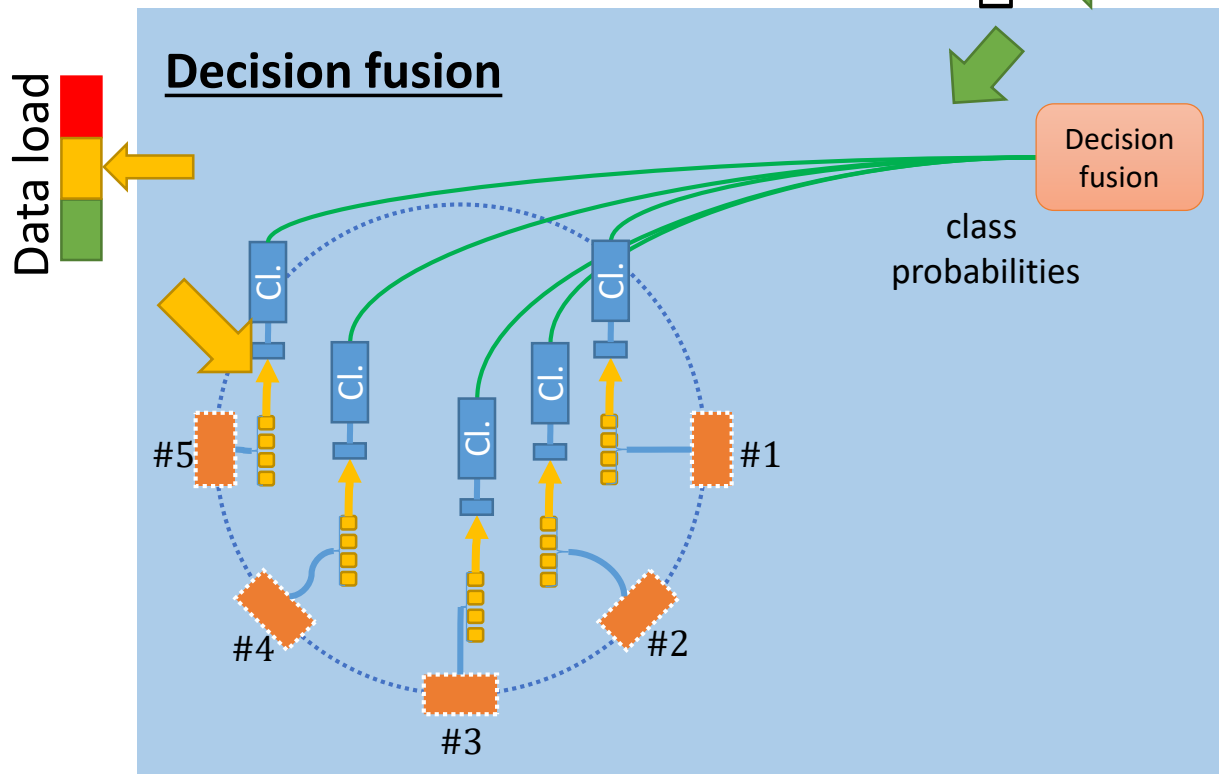 Decision fusion
Data load
Decision
fusion
class
probabilities
Cl.
Cl.
Cl.
Cl.
Cl.
#5
#1
#4
#2
#3